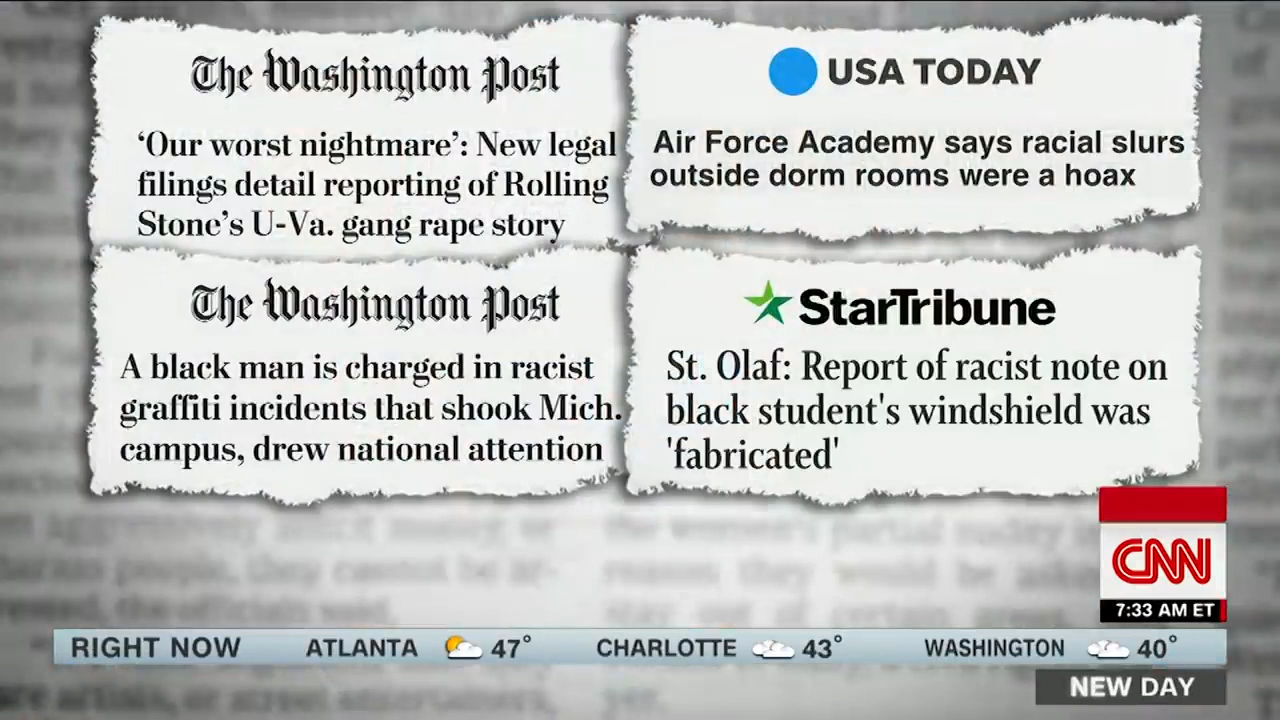 The Washington Post
‘Our worst nightmare’: New legal
filings detail reporting of Rolling
Stone’s U-Va. gang rape story
USA TODAY
Air Force Academy says racial slurs
outside dorm rooms were a hoax
The Washington Post
A black man is charged in racist
graffiti incidents that shook Mich.
campus, drew national attention
StarTribune
St. Olaf: Report of racist note on
black student's windshield was
'fabricated'
CNN
7:33 AM ET
RIGHT NOW ATLANTA 47° CHARLOTTE 43° WASHINGTON 40°
NEW DAY